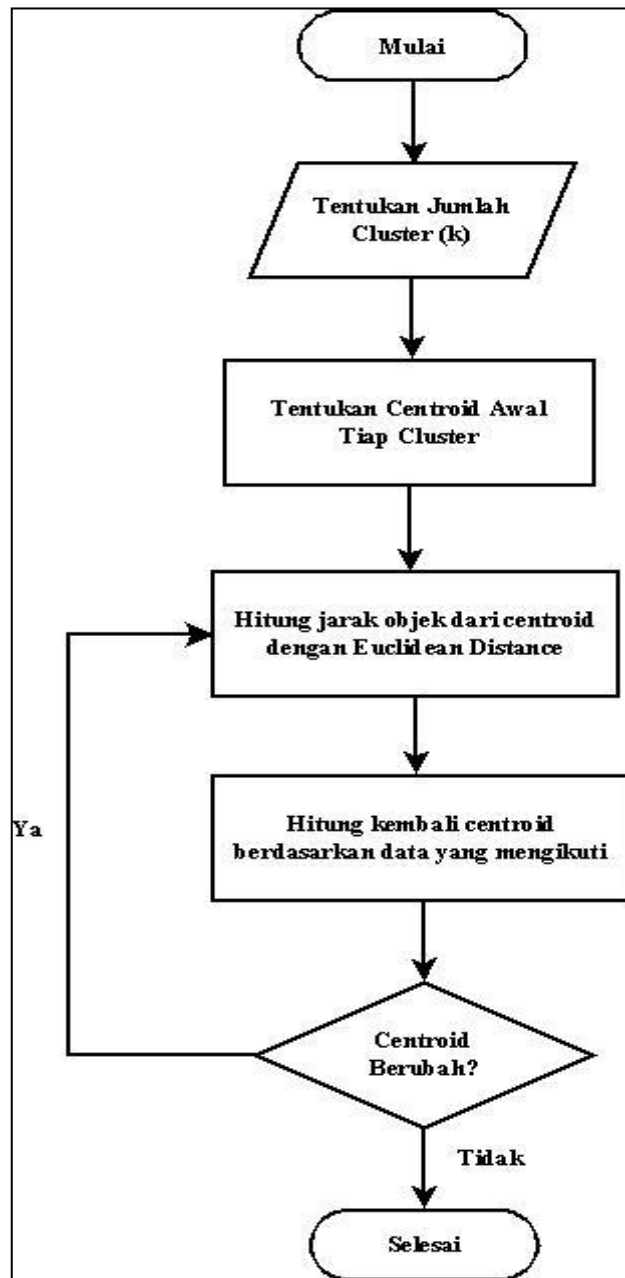 Mulai
Tentukan Jumlah
Cluster (k)
Tentukan Centroid Awal
Tiap Cluster
Hitung jarak objek dari centroid
dengan Euclidean Distance
Hitung kembali centroid
berdasarkan data yang mengikuti
Ya
Centroid
Berubah?
Tidak
Selesai